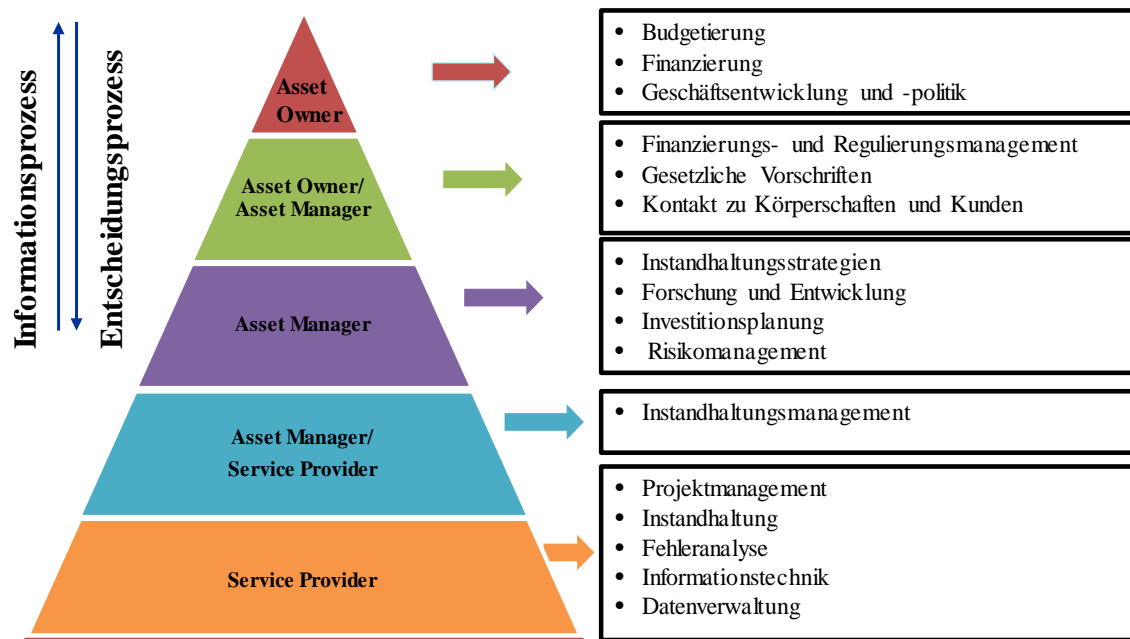 Informationsprozess
Entscheidungsprozess
Asset
Owner
• Budgetierung
• Finanzierung
• Geschäftsentwicklung und -politik
Asset Owner/
Asset Manager
• Finanzierungs- und Regulierungsmanagement
• Gesetzliche Vorschriften
• Kontakt zu Körperschaften und Kunden
Asset Manager
• Instandhaltungsstrategien
• Forschung und Entwicklung
• Investitionsplanung
• Risikomanagement
Asset Manager/
Service Provider
• Instandhaltungsmanagement
Service Provider
• Projektmanagement
• Instandhaltung
• Fehleranalyse
• Informationstechnik
• Datenverwaltung